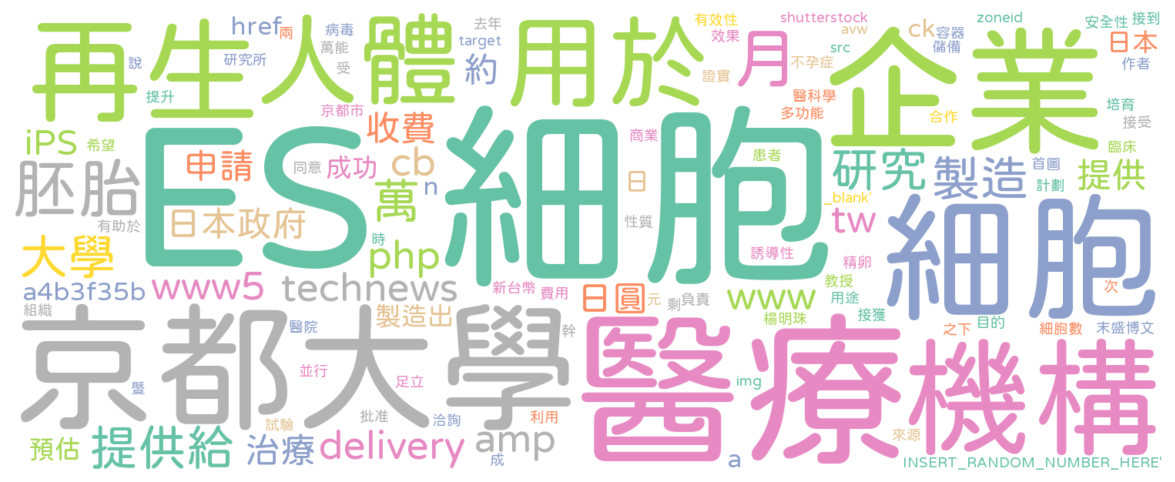 再生人體 用於 月 企業
ES細胞
細胞
京都大學
醫療機構
href 兩 病毒 說 研究所 去年 萬能 受 target 約
有效性 效果 shutterstock avw src 不孕症 證實 醫科學 多功能
ck 容器 儲備 zoneid 安全性 接到 日本 作者
提升 京都市 收費
iPS 希望 申請 同意 成功 cb n
商業 患者 合作 培育 接受 臨床
胚胎 有助於 日本政府 萬 日 性質
研究 製造 首圖 計劃 提供
_blank' tw
大學 時 php 誘導性 精卵
a4b3f35b www5 technews 新台幣 費用 日圓 元 剩 負責 www 教授 用途 楊明珠 接獲 次
組織 醫院 製造出 幹 之下 目的 細胞數 末盛博文
暨 並行 足立 img
批准 洽詢 利用
預估 提供給 治療 試驗 delivery amp 成 a 來源
INSERT_RANDOM_NUMBER_HERE'